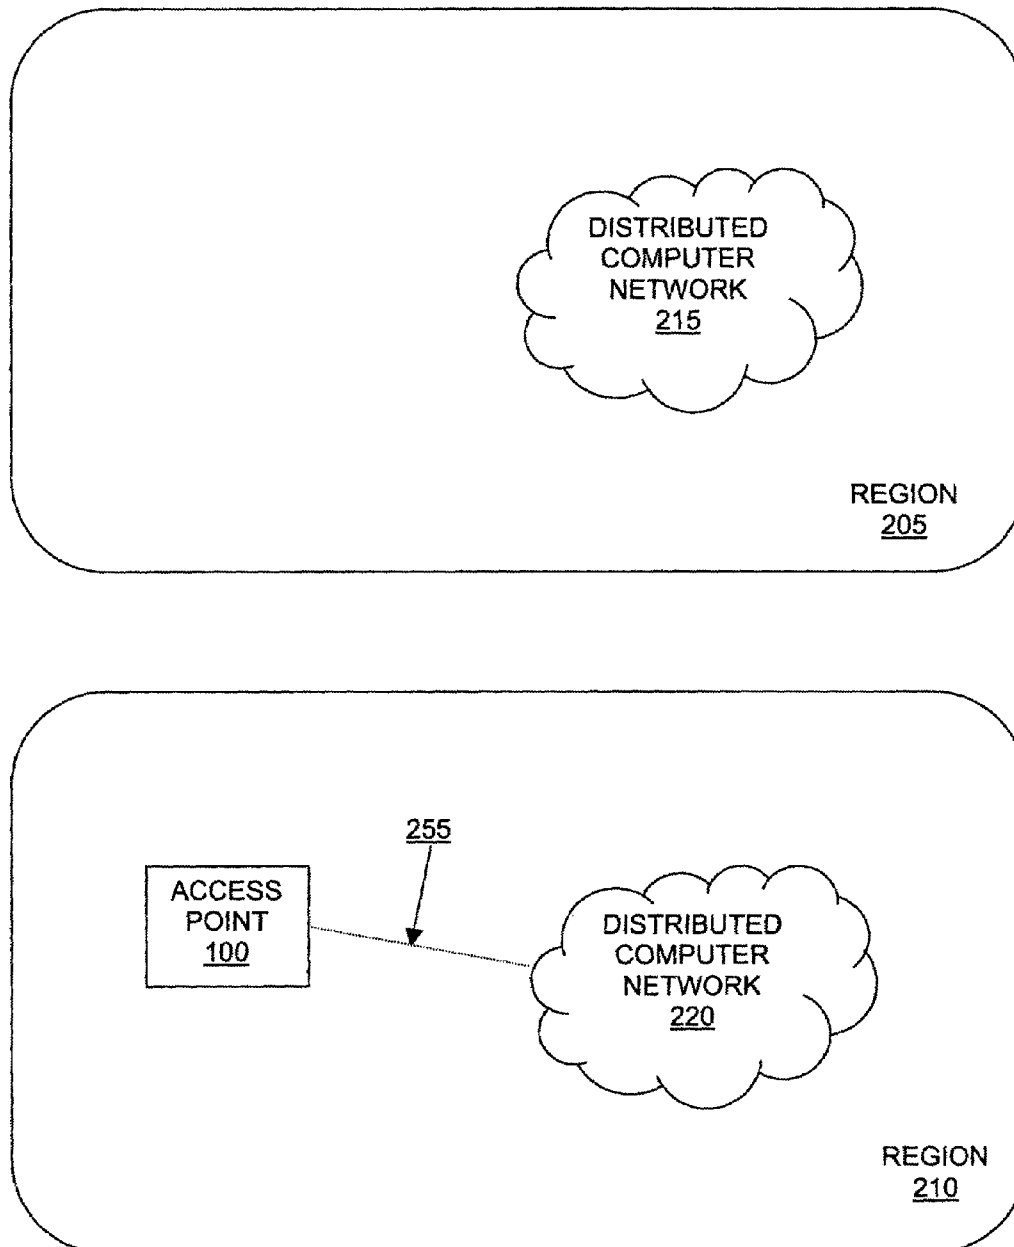 DISTRIBUTED
COMPUTER
NETWORK
215
REGION
205
255
ACCESS
POINT
100
DISTRIBUTED
COMPUTER
NETWORK
220
REGION
210